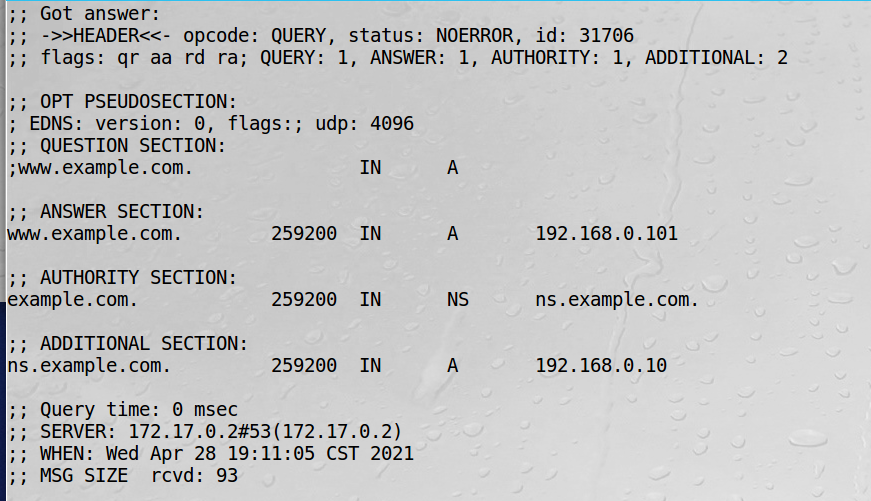 ;; Got answer:
;; ->>HEADER<<- opcode: QUERY, status: NOERROR, id: 31706
;; flags: qr aa rd ra; QUERY: 1, ANSWER: 1, AUTHORITY: 1, ADDITIONAL: 2

;; OPT PSEUDOSECTION:
; EDNS: version: 0, flags:; udp: 4096
;; QUESTION SECTION:
;www.example.com.               IN      A

;; ANSWER SECTION:
www.example.com.        259200  IN      A       192.168.0.101

;; AUTHORITY SECTION:
example.com.            259200  IN      NS      ns.example.com.

;; ADDITIONAL SECTION:
ns.example.com.         259200  IN      A       192.168.0.10

;; Query time: 0 msec
;; SERVER: 172.17.0.2#53(172.17.0.2)
;; WHEN: Wed Apr 28 19:11:05 CST 2021
;; MSG SIZE  rcvd: 93